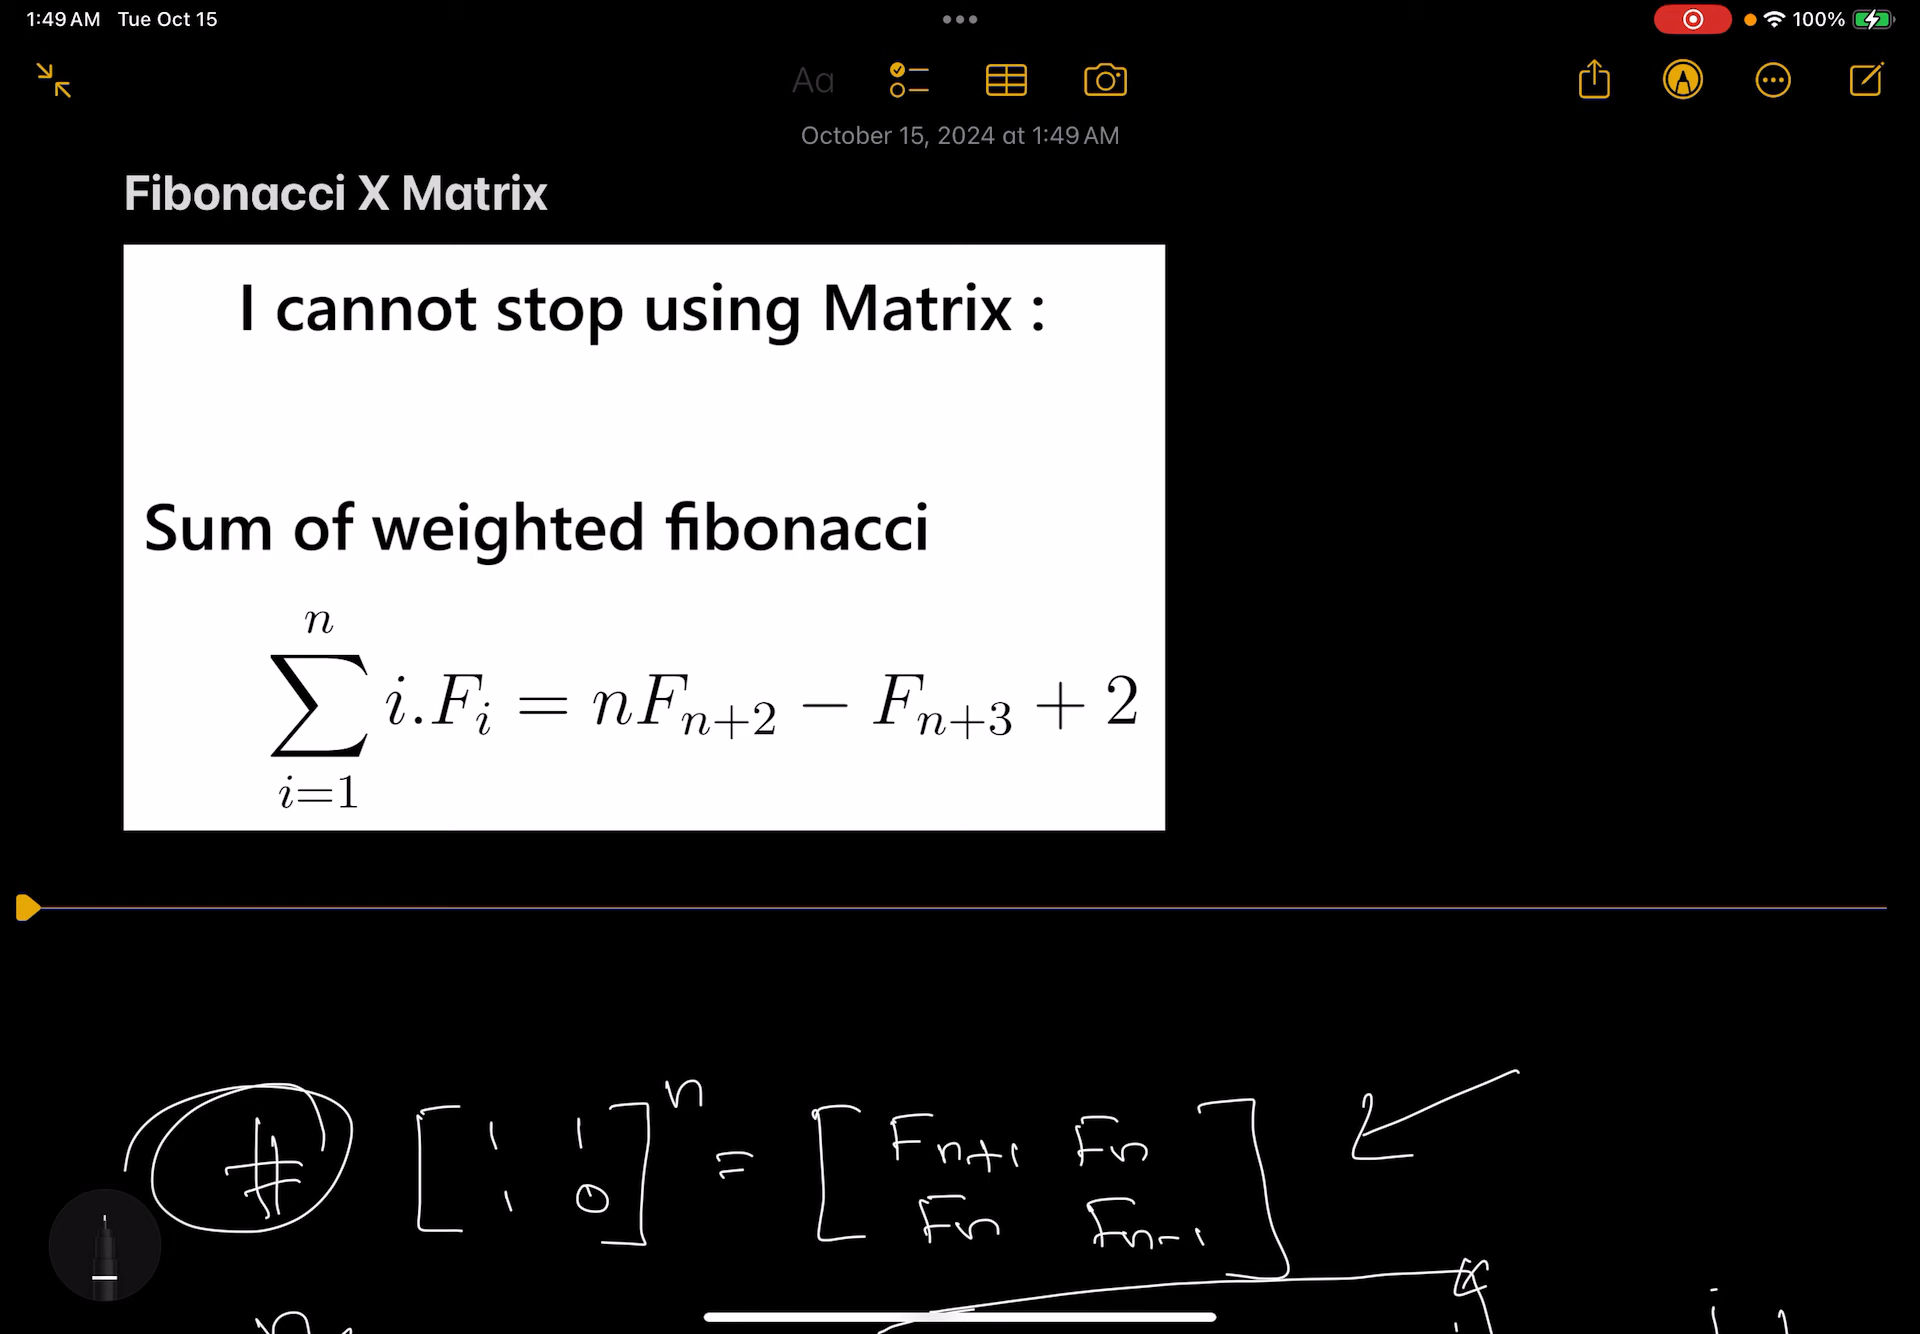 1:49 AM Tue Oct 15
100%
Aa
October 15, 2024 at 1:49 AM
Fibonacci X Matrix
I cannot stop using Matrix :
Sum of weighted fibonacci
\sum_{i=1}^{n} i.F_i = nF_{n+2} - F_{n+3} + 2
# [1 1; 1 0]^n = [F_{n+1} F_n; F_n F_{n-1}]